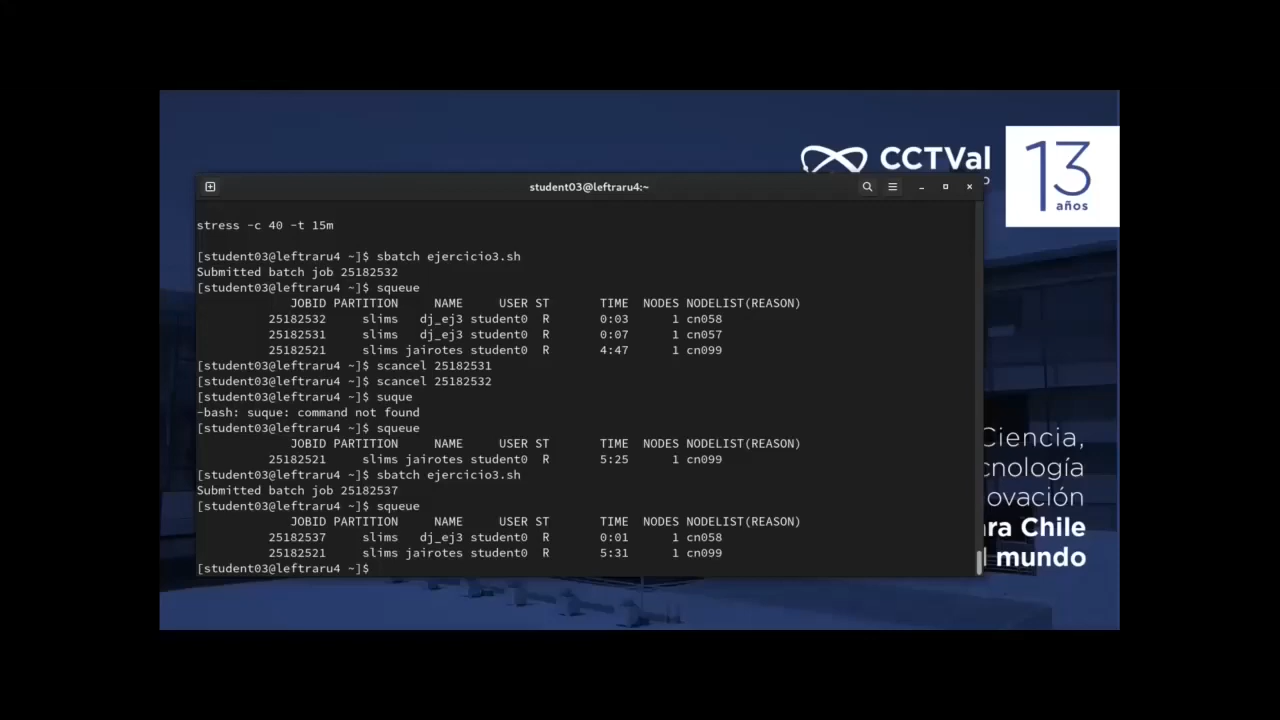 CCTVal
13
años
student03@leftraru4:~
stress -c 40 -t 15m
[student03@leftraru4 ~]$ sbatch ejercicio3.sh
Submitted batch job 25182532
[student03@leftraru4 ~]$ squeue
JOBID PARTITION NAME USER ST TIME NODES NODELIST(REASON)
25182532 slims dj_ej3 student0 R 0:03 1 cn058
25182531 slims dj_ej3 student0 R 0:07 1 cn057
25182521 slims jairotes student0 R 4:47 1 cn099
[student03@leftraru4 ~]$ scancel 25182531
[student03@leftraru4 ~]$ scancel 25182532
[student03@leftraru4 ~]$ suque
-bash: suque: command not found
[student03@leftraru4 ~]$ squeue
JOBID PARTITION NAME USER ST TIME NODES NODELIST(REASON)
25182521 slims jairotes student0 R 5:25 1 cn099
[student03@leftraru4 ~]$ sbatch ejercicio3.sh
Submitted batch job 25182537
[student03@leftraru4 ~]$ squeue
JOBID PARTITION NAME USER ST TIME NODES NODELIST(REASON)
25182537 slims dj_ej3 student0 R 0:01 1 cn058
25182521 slims jairotes student0 R 5:31 1 cn099
[student03@leftraru4 ~]$
Ciencia,
cnología
ovación
ra Chile
mundo